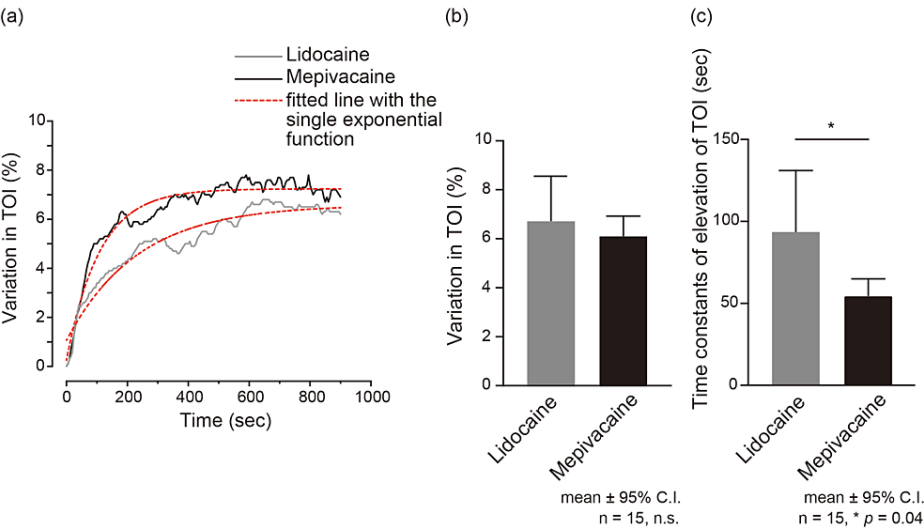 (a)
Lidocaine
Mepivacaine
fitted line with the
single exponential
function
Variation in TOI (%)
10
8
6
4
2
0
0
200
400
600
800
1000
Time (sec)
(b)
Variation in TOI (%)
10
8
6
4
2
0
Lidocaine
Mepivacaine
mean ± 95% C.I.
n = 15, n.s.
(c)
Time constants of elevation of TOI (sec)
150
100
50
0
*
Lidocaine
Mepivacaine
mean ± 95% C.I.
n = 15, * p = 0.04